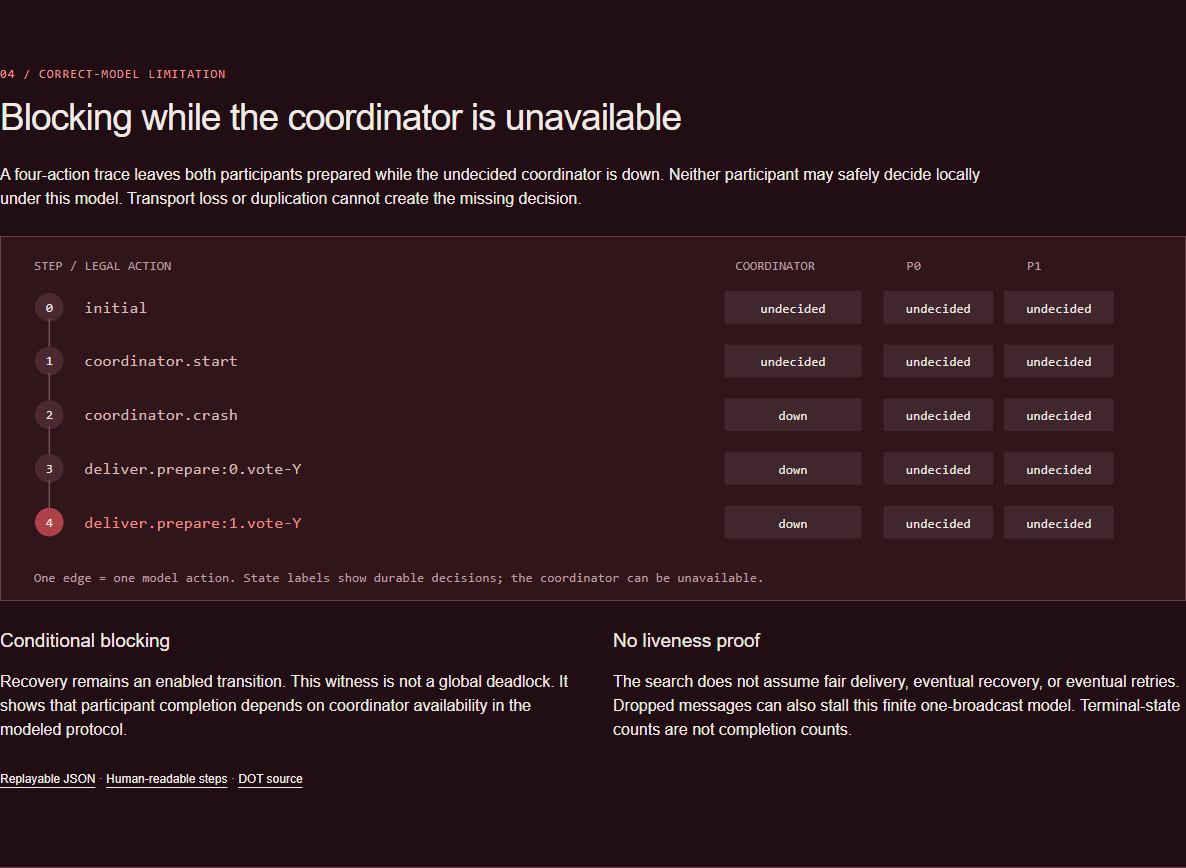 04 / CORRECT-MODEL LIMITATION
Blocking while the coordinator is unavailable
A four-action trace leaves both participants prepared while the undecided coordinator is down. Neither participant may safely decide locally
under this model. Transport loss or duplication cannot create the missing decision.
STEP / LEGAL ACTION COORDINATOR P0 P1
0 initial undecided undecided undecided
1 coordinator.start undecided undecided undecided
2 coordinator.crash down undecided undecided
3 deliver.prepare:0.vote-Y down undecided undecided
4 deliver.prepare:1.vote-Y down undecided undecided
One edge = one model action. State labels show durable decisions; the coordinator can be unavailable.
Conditional blocking
Recovery remains an enabled transition. This witness is not a global deadlock. It
shows that participant completion depends on coordinator availability in the
modeled protocol.
No liveness proof
The search does not assume fair delivery, eventual recovery, or eventual retries.
Dropped messages can also stall this finite one-broadcast model. Terminal-state
counts are not completion counts.
Replayable JSON · Human-readable steps · DOT source